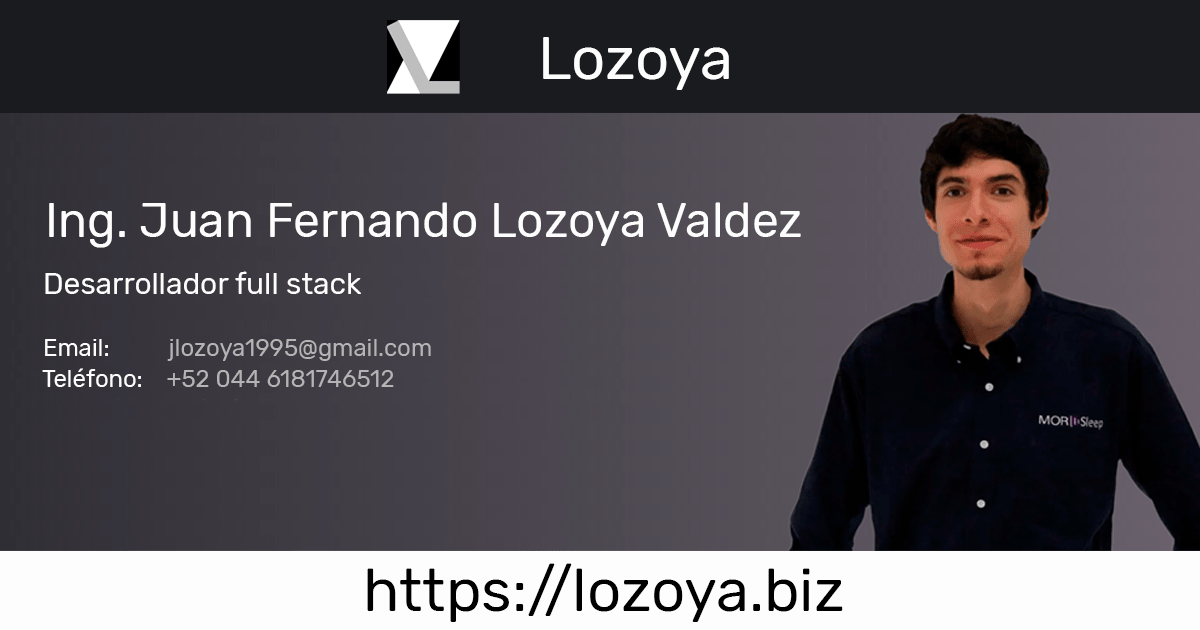 Lozoya
Ing. Juan Fernando Lozoya Valdez
Desarrollador full stack
Email: jlozoya1995@gmail.com
Teléfono: +52 044 6181746512
MOR Sleep
https://lozoya.biz